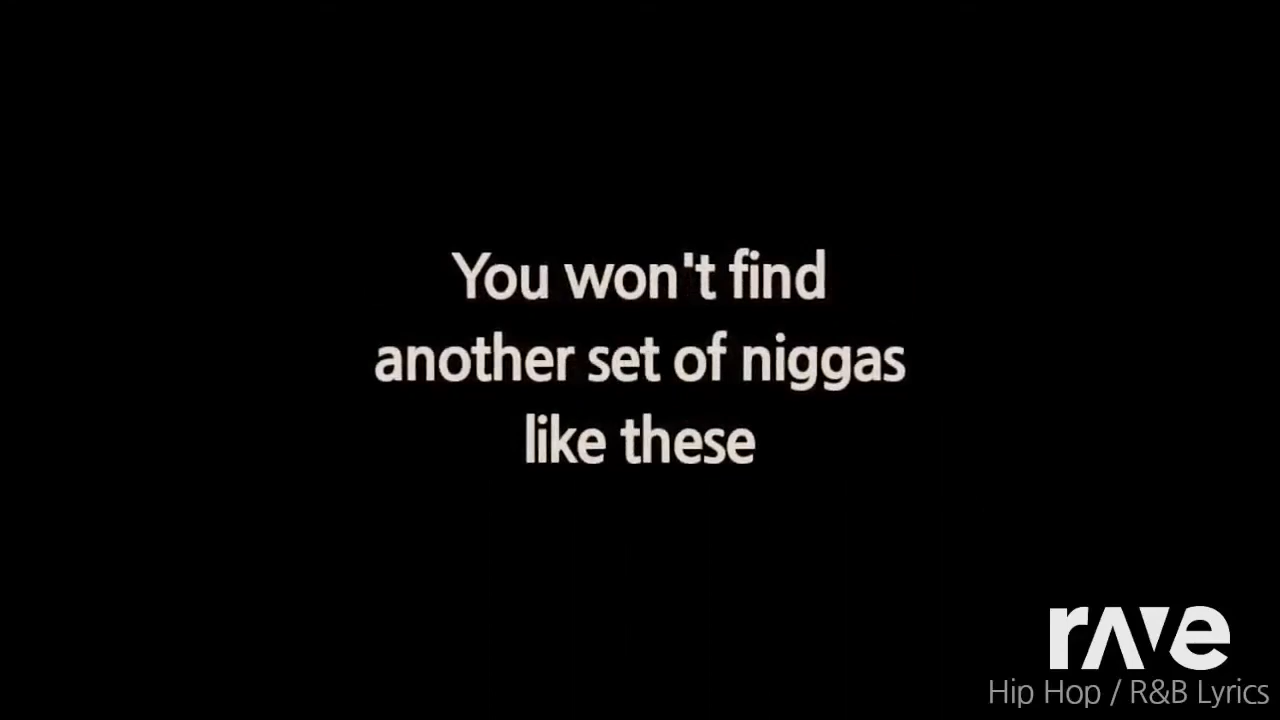 You won't find
another set of niggas
like these
rave
Hip Hop / R&B Lyrics